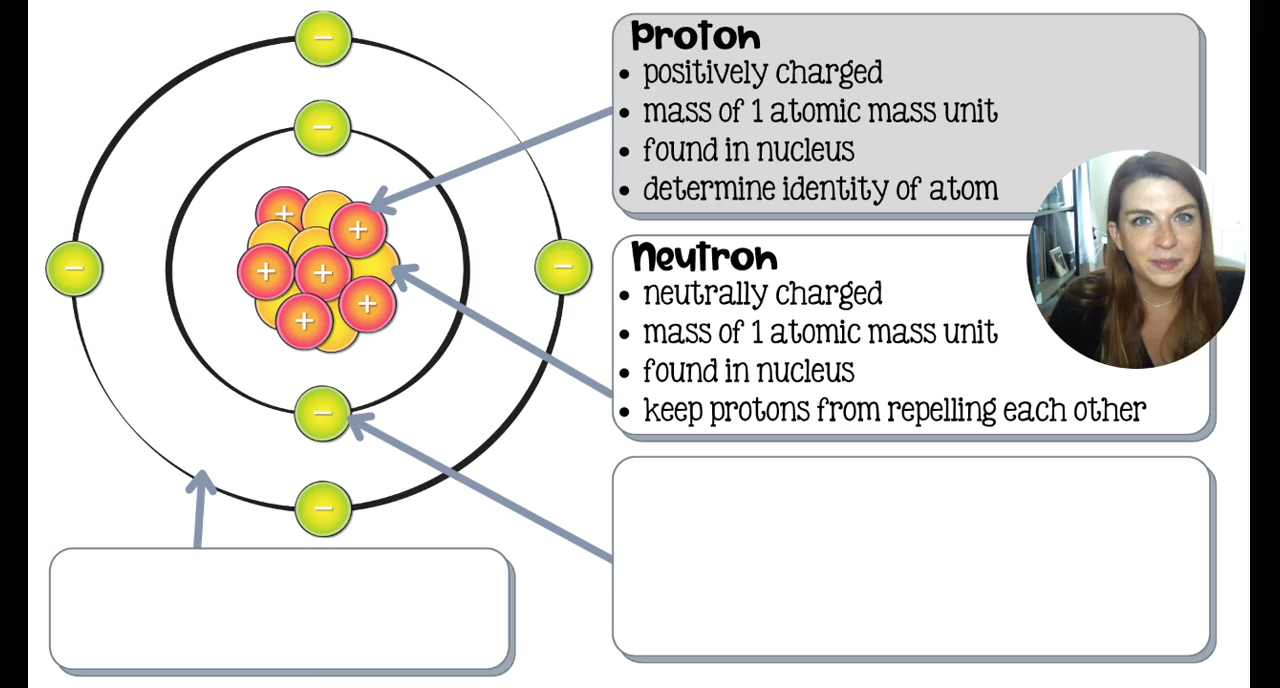 Proton
• positively charged
• mass of 1 atomic mass unit
• found in nucleus
• determine identity of atom
Neutron
• neutrally charged
• mass of 1 atomic mass unit
• found in nucleus
• keep protons from repelling each other
−
−
−
−
−
−
+
+
+
+
+
+